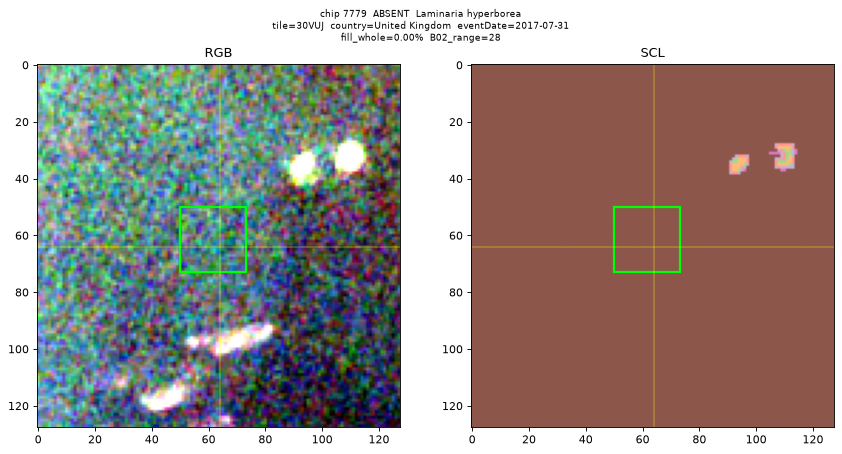 chip 7779  ABSENT  Laminaria hyperborea
tile=30VUJ  country=United Kingdom  eventDate=2017-07-31
fill_whole=0.00%  B02_range=28
RGB
SCL
0
20
40
60
80
100
120
0 20 40 60 80 100 120
0
20
40
60
80
100
120
0 20 40 60 80 100 120